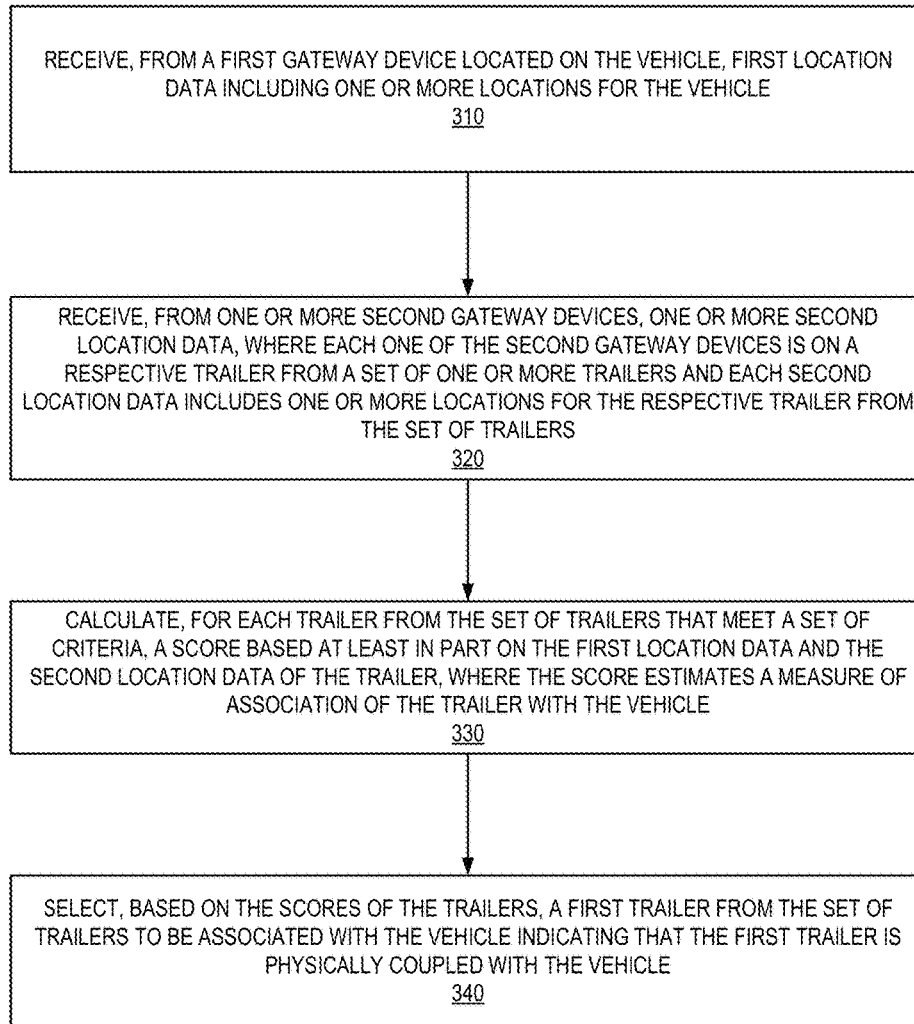 RECEIVE, FROM A FIRST GATEWAY DEVICE LOCATED ON THE VEHICLE, FIRST LOCATION
DATA INCLUDING ONE OR MORE LOCATIONS FOR THE VEHICLE
310
RECEIVE, FROM ONE OR MORE SECOND GATEWAY DEVICES, ONE OR MORE SECOND
LOCATION DATA, WHERE EACH ONE OF THE SECOND GATEWAY DEVICES IS ON A
RESPECTIVE TRAILER FROM A SET OF ONE OR MORE TRAILERS AND EACH SECOND
LOCATION DATA INCLUDES ONE OR MORE LOCATIONS FOR THE RESPECTIVE TRAILER FROM
THE SET OF TRAILERS
320
CALCULATE, FOR EACH TRAILER FROM THE SET OF TRAILERS THAT MEET A SET OF
CRITERIA, A SCORE BASED AT LEAST IN PART ON THE FIRST LOCATION DATA AND THE
SECOND LOCATION DATA OF THE TRAILER, WHERE THE SCORE ESTIMATES A MEASURE OF
ASSOCIATION OF THE TRAILER WITH THE VEHICLE
330
SELECT, BASED ON THE SCORES OF THE TRAILERS, A FIRST TRAILER FROM THE SET OF
TRAILERS TO BE ASSOCIATED WITH THE VEHICLE INDICATING THAT THE FIRST TRAILER IS
PHYSICALLY COUPLED WITH THE VEHICLE
340